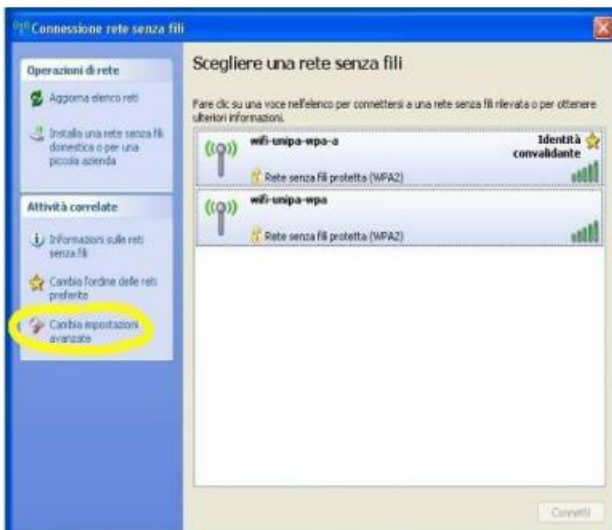 Connessione rete senza fili
Operazioni di rete
Aggiorna elenco reti
Installa una rete senza fili
domestica o per una
piccola azienda
Attività correlate
Informazioni sulle reti
senza fili
Cambia l'ordine delle reti
preferite
Cambia impostazioni
avanzate
Scegliere una rete senza fili
Fare clic su una voce nell'elenco per connettersi a una rete senza fili rilevata o per ottenere
ulteriori informazioni.
wifi-unipa-wpa-a
Identità
convalidante
Rete senza fili protetta (WPA2)
wifi-unipa-wpa
Rete senza fili protetta (WPA2)
Connetti